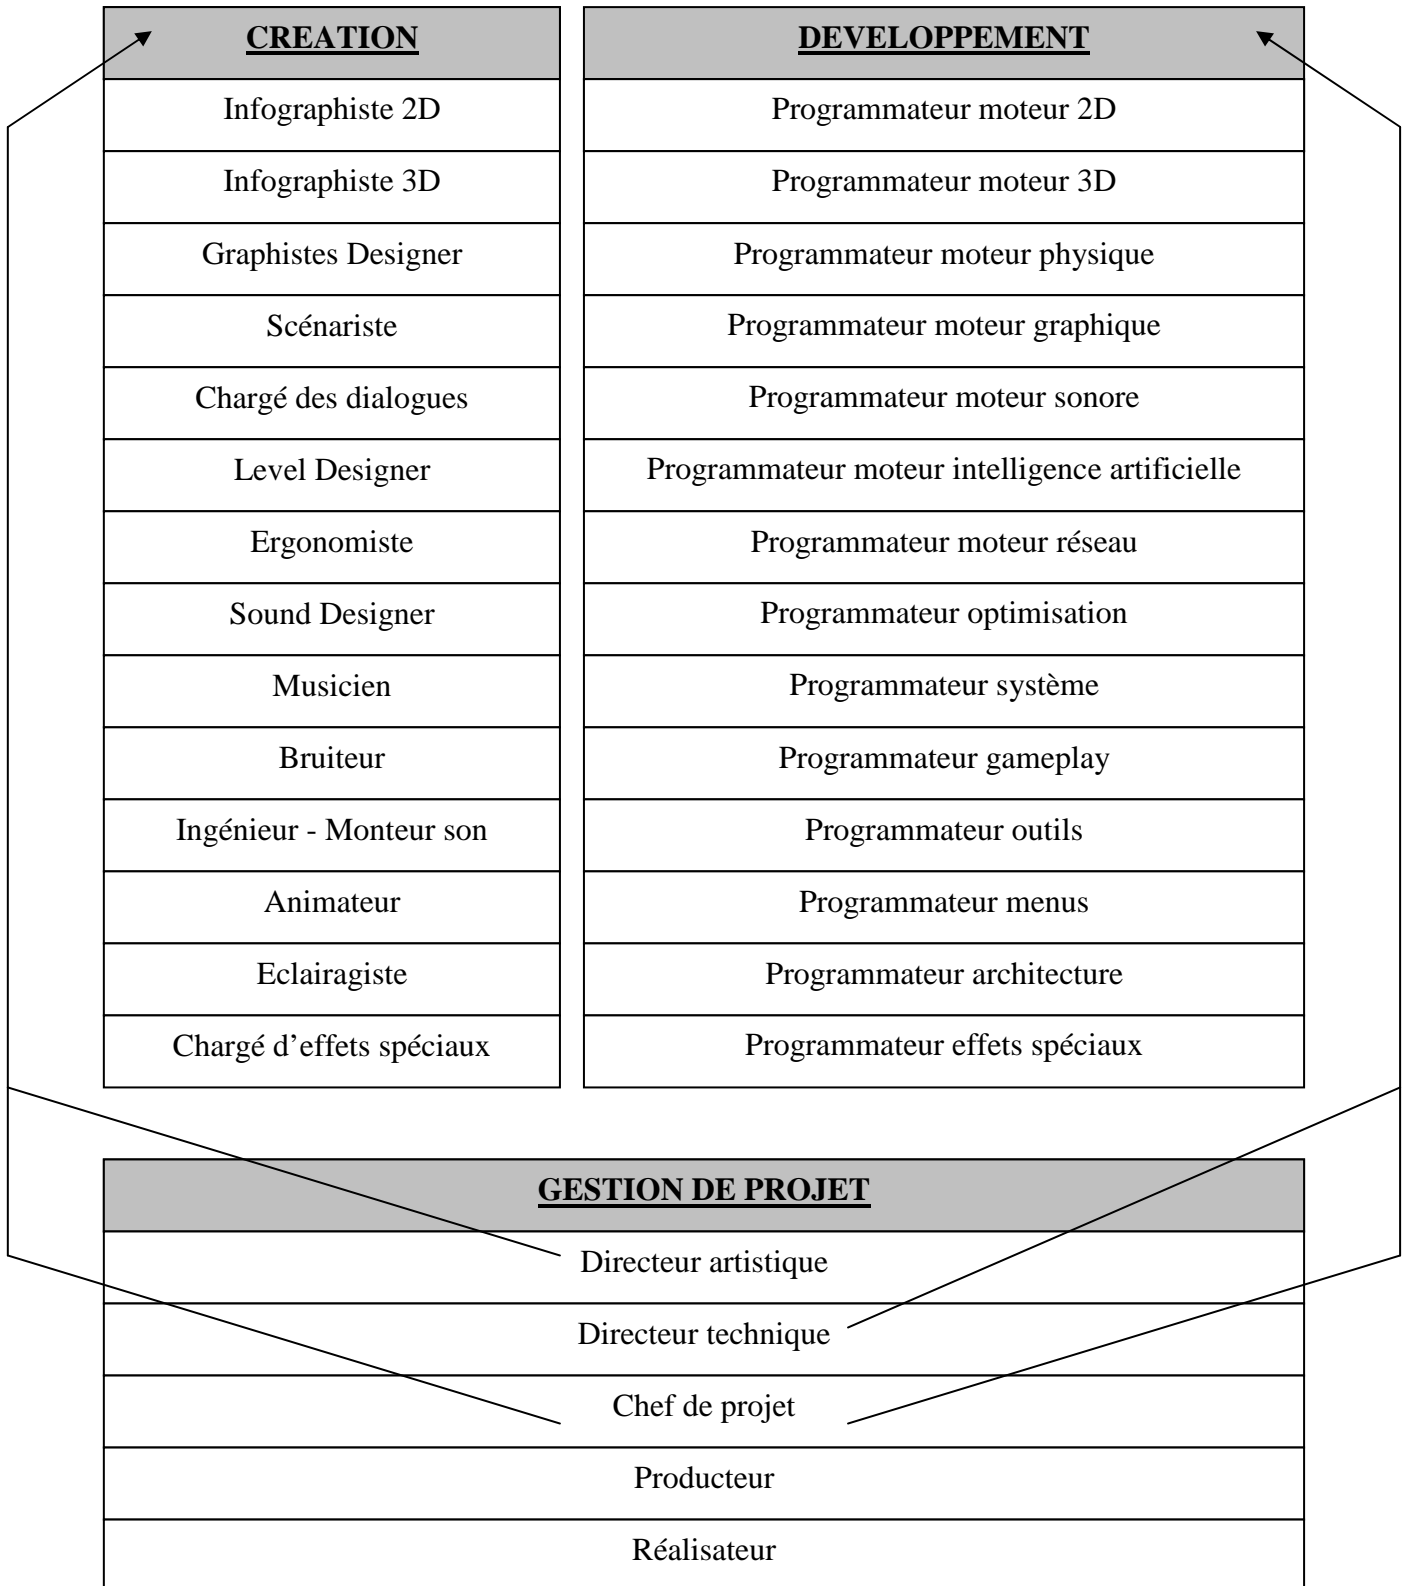 CREATION
Infographiste 2D
Infographiste 3D
Graphistes Designer
Scénariste
Chargé des dialogues
Level Designer
Ergonomiste
Sound Designer
Musicien
Bruiteur
Ingénieur - Monteur son
Animateur
Eclairagiste
Chargé d’effets spéciaux
DEVELOPPEMENT
Programmateur moteur 2D
Programmateur moteur 3D
Programmateur moteur physique
Programmateur moteur graphique
Programmateur moteur sonore
Programmateur moteur intelligence artificielle
Programmateur moteur réseau
Programmateur optimisation
Programmateur système
Programmateur gameplay
Programmateur outils
Programmateur menus
Programmateur architecture
Programmateur effets spéciaux
GESTION DE PROJET
Directeur artistique
Directeur technique
Chef de projet
Producteur
Réalisateur